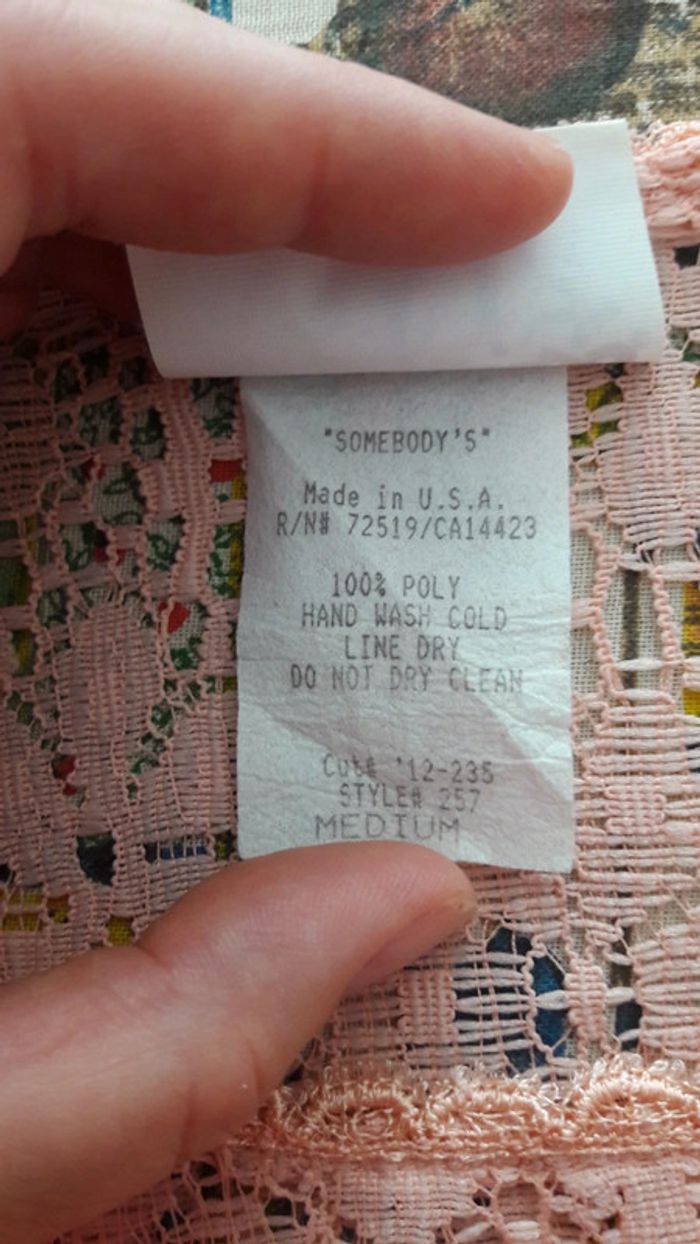 "SOMEBODY'S"
Made in U.S.A.
R/N# 72519/CA14423
100% POLY
HAND WASH COLD
LINE DRY
DO NOT DRY CLEAN
Cut# '12-235
STYLE# 257
MEDIUM